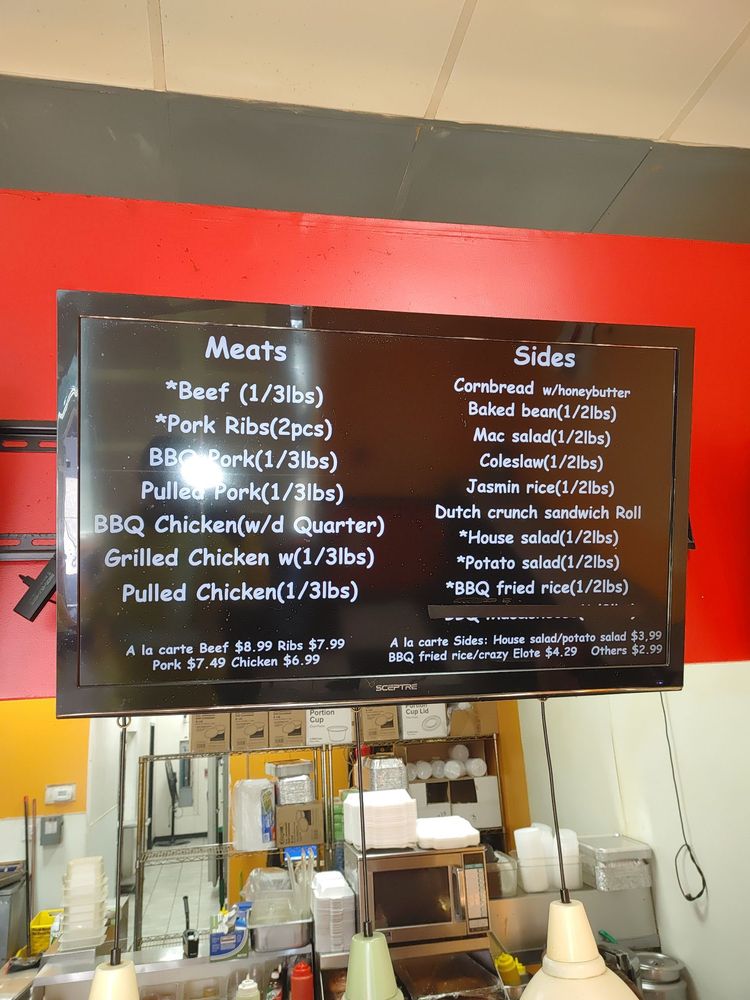 Meats
*Beef (1/3lbs)
*Pork Ribs(2pcs)
BBQ Pork(1/3lbs)
Pulled Pork(1/3lbs)
BBQ Chicken(w/d Quarter)
Grilled Chicken w(1/3lbs)
Pulled Chicken(1/3lbs)
A la carte Beef $8.99 Ribs $7.99
Pork $7.49 Chicken $6.99
Sides
Cornbread w/honeybutter
Baked bean(1/2lbs)
Mac salad(1/2lbs)
Coleslaw(1/2lbs)
Jasmin rice(1/2lbs)
Dutch crunch sandwich Roll
*House salad(1/2lbs)
*Potato salad(1/2lbs)
*BBQ fried rice(1/2lbs)
A la carte Sides: House salad/potato salad $3,99
BBQ fried rice/crazy Elote $4.29 Others $2.99
SCEPTRE
Portion
Cup
Portion
Cup Lid